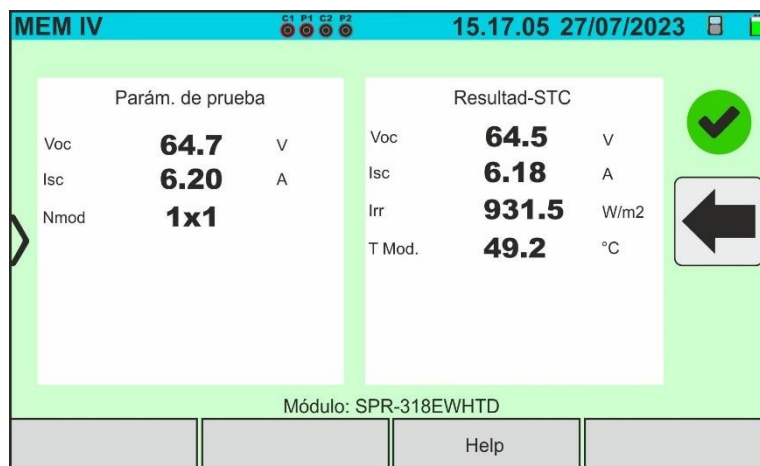 MEM IV C1 P1 C2 P2 15.17.05 27/07/2023
Parám. de prueba
Voc 64.7 V
Isc 6.20 A
Nmod 1x1
Resultad-STC
Voc 64.5 V
Isc 6.18 A
Irr 931.5 W/m2
T Mod. 49.2 °C
Módulo: SPR-318EWHTD
Help